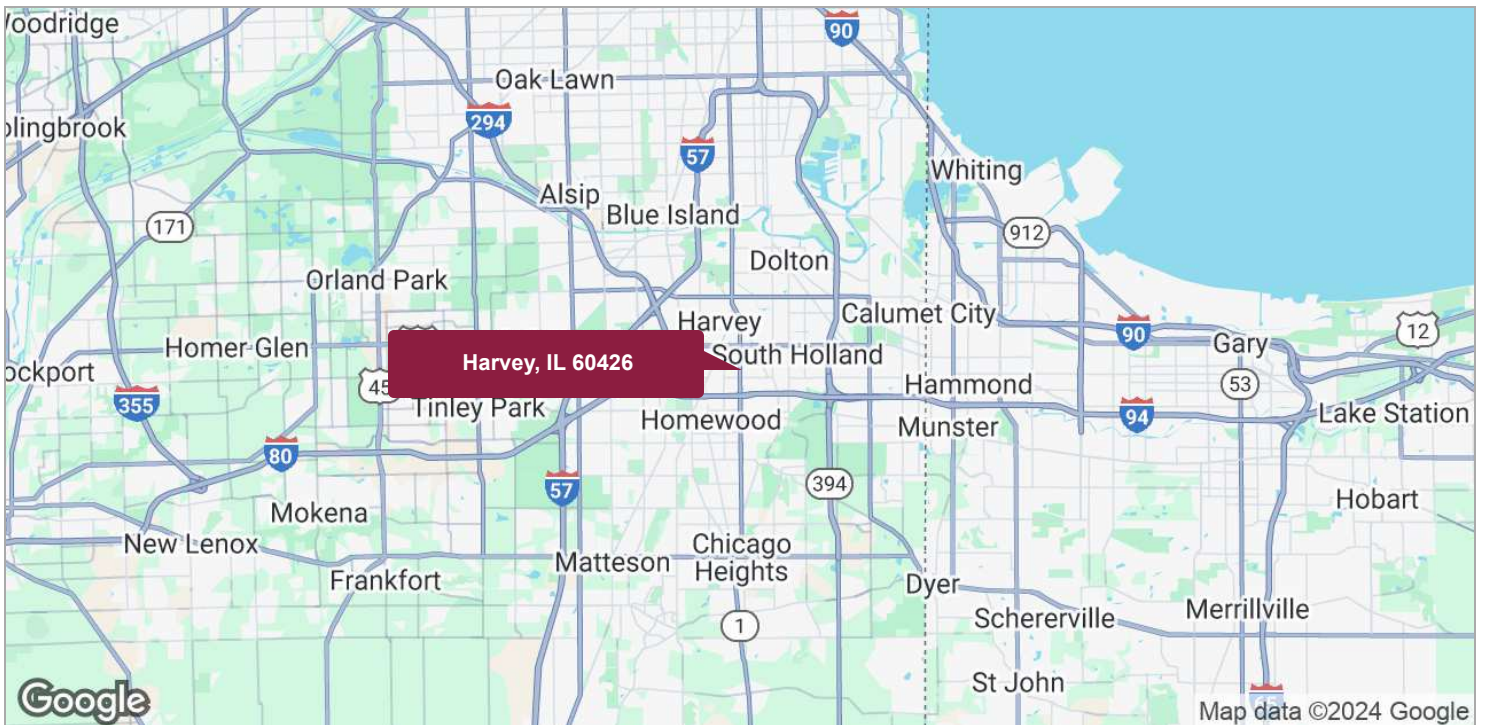 Woodridge
90
Oak Lawn
olingbrook
294
57
Whiting
Alsip
Blue Island
171
912
Dolton
Orland Park
Calumet City
Harvey
90
12
Homer Glen
South Holland
Gary
Harvey, IL 60426
ockport
45
Hammond
53
355
Tinley Park
Homewood
Munster
94
Lake Station
80
57
394
Hobart
Mokena
New Lenox
Matteson
Chicago
Heights
Frankfort
Dyer
1
Schererville
Merrillville
St John
Google
Map data ©2024 Google